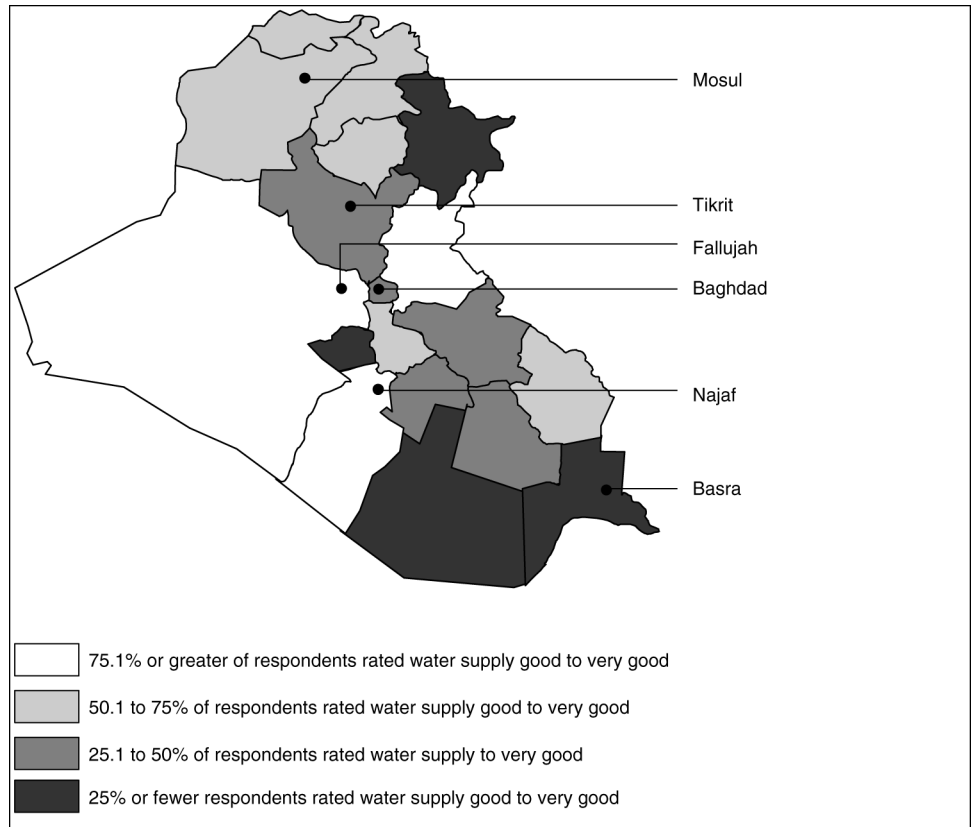 Mosul
Tikrit
Fallujah
Baghdad
Najaf
Basra
75.1% or greater of respondents rated water supply good to very good
50.1 to 75% of respondents rated water supply good to very good
25.1 to 50% of respondents rated water supply to very good
25% or fewer respondents rated water supply good to very good